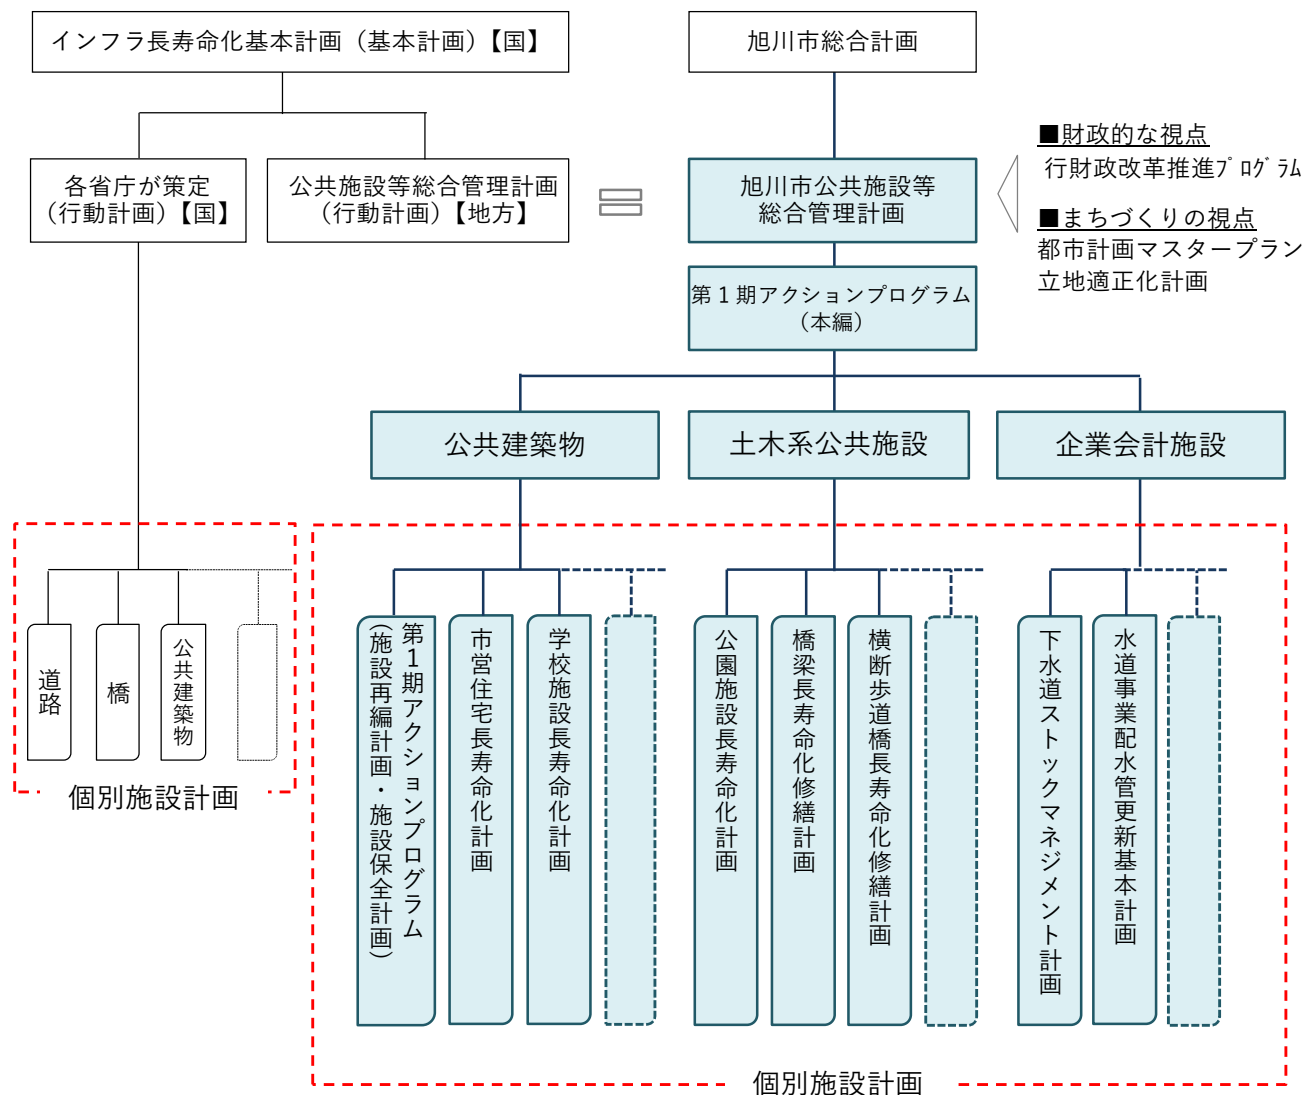 インフラ長寿命化基本計画（基本計画）【国】
旭川市総合計画
■財政的な視点
行財政改革推進ﾌﾟﾛｸﾞﾗﾑ
■まちづくりの視点
都市計画マスタープラン
立地適正化計画
各省庁が策定
（行動計画）【国】
公共施設等総合管理計画
（行動計画）【地方】
旭川市公共施設等
総合管理計画
第1期アクションプログラム
（本編）
公共建築物
土木系公共施設
企業会計施設
道路
橋
公共建築物
個別施設計画
第1期アクションプログラム
（施設再編計画・施設保全計画）
市営住宅長寿命化計画
学校施設長寿命化計画
公園施設長寿命化計画
橋梁長寿命化修繕計画
横断歩道橋長寿命化修繕計画
下水道ストックマネジメント計画
水道事業配水管更新基本計画
個別施設計画